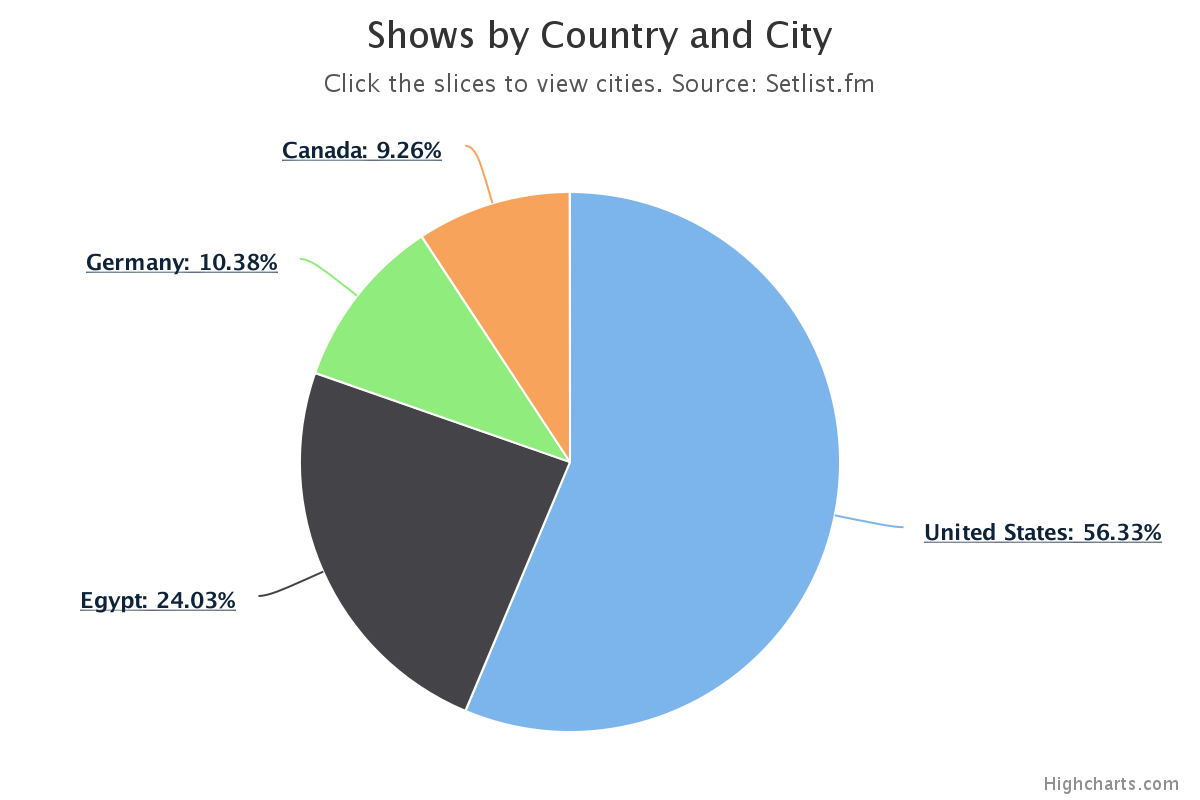 Shows by Country and City
Click the slices to view cities. Source: Setlist.fm
Canada: 9.26%
Germany: 10.38%
United States: 56.33%
Egypt: 24.03%
Highcharts.com